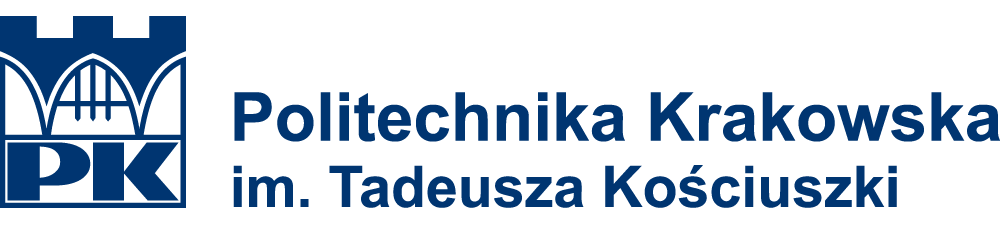 PK
Politechnika Krakowska
im. Tadeusza Kościuszki